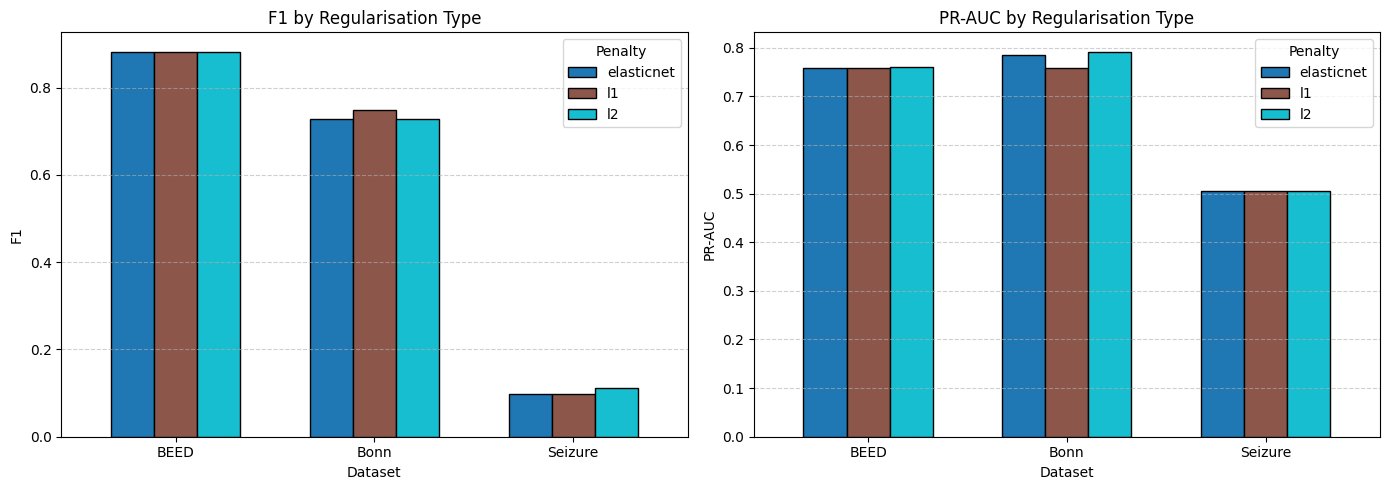 F1 by Regularisation Type
Penalty
elasticnet
l1
l2
0.8
0.6
0.4
0.2
0.0
F1
BEED
Bonn
Seizure
Dataset
PR-AUC by Regularisation Type
Penalty
elasticnet
l1
l2
0.8
0.7
0.6
0.5
0.4
0.3
0.2
0.1
0.0
PR-AUC
BEED
Bonn
Seizure
Dataset